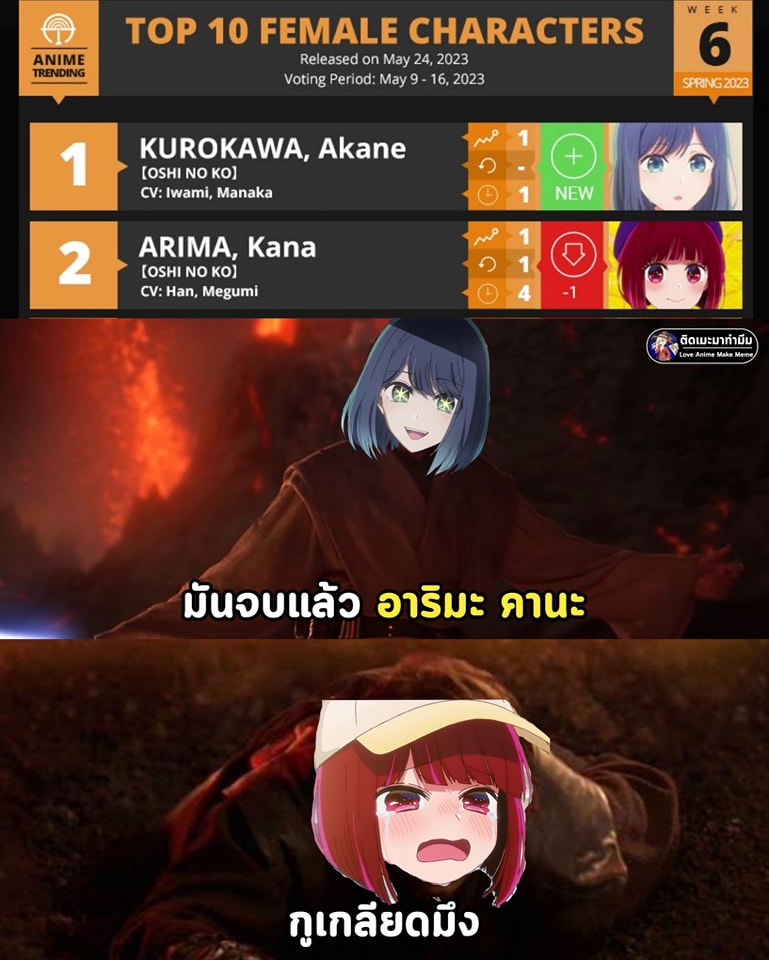 ANIME
TRENDING
TOP 10 FEMALE CHARACTERS
Released on May 24, 2023
Voting Period: May 9 - 16, 2023
WEEK
6
SPRING 2023
1
KUROKAWA, Akane
【OSHI NO KO】
CV: Iwami, Manaka
1
-
1
NEW
2
ARIMA, Kana
【OSHI NO KO】
CV: Han, Megumi
1
1
4
-1
ติดเมะมาทำมีม
Love Anime Make Meme
มันจบแล้ว อาริมะ คานะ
กูเกลียดมึง